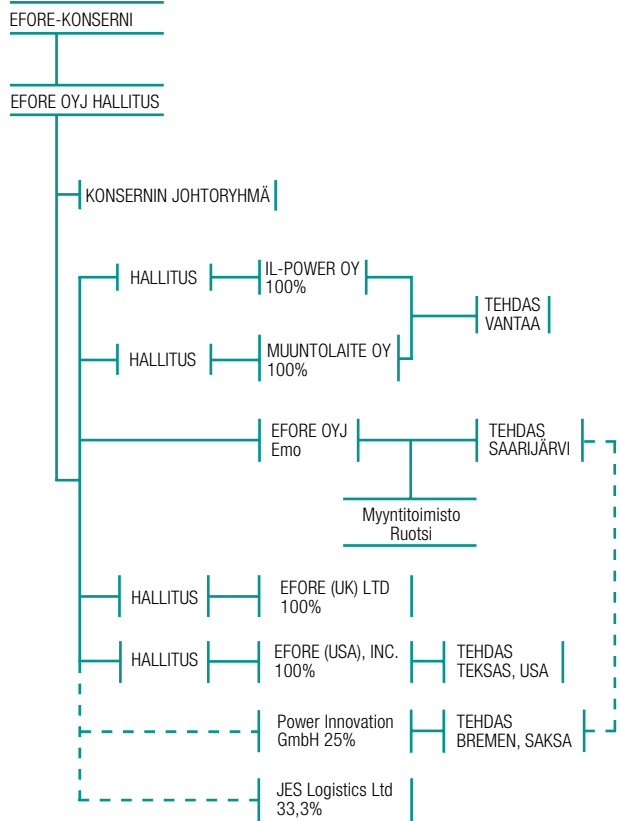 EFORE-KONSERNI
EFORE OYJ HALLITUS
KONSERNIN JOHTORYHMÄ
HALLITUS
IL-POWER OY
100%
TEHDAS
VANTAA
HALLITUS
MUUNTOLAITE OY
100%
EFORE OYJ
Emo
TEHDAS
SAARIJÄRVI
Myyntitoimisto
Ruotsi
HALLITUS
EFORE (UK) LTD
100%
HALLITUS
EFORE (USA), INC.
100%
TEHDAS
TEKSAS, USA
Power Innovation
GmbH 25%
TEHDAS
BREMEN, SAKSA
JES Logistics Ltd
33,3%